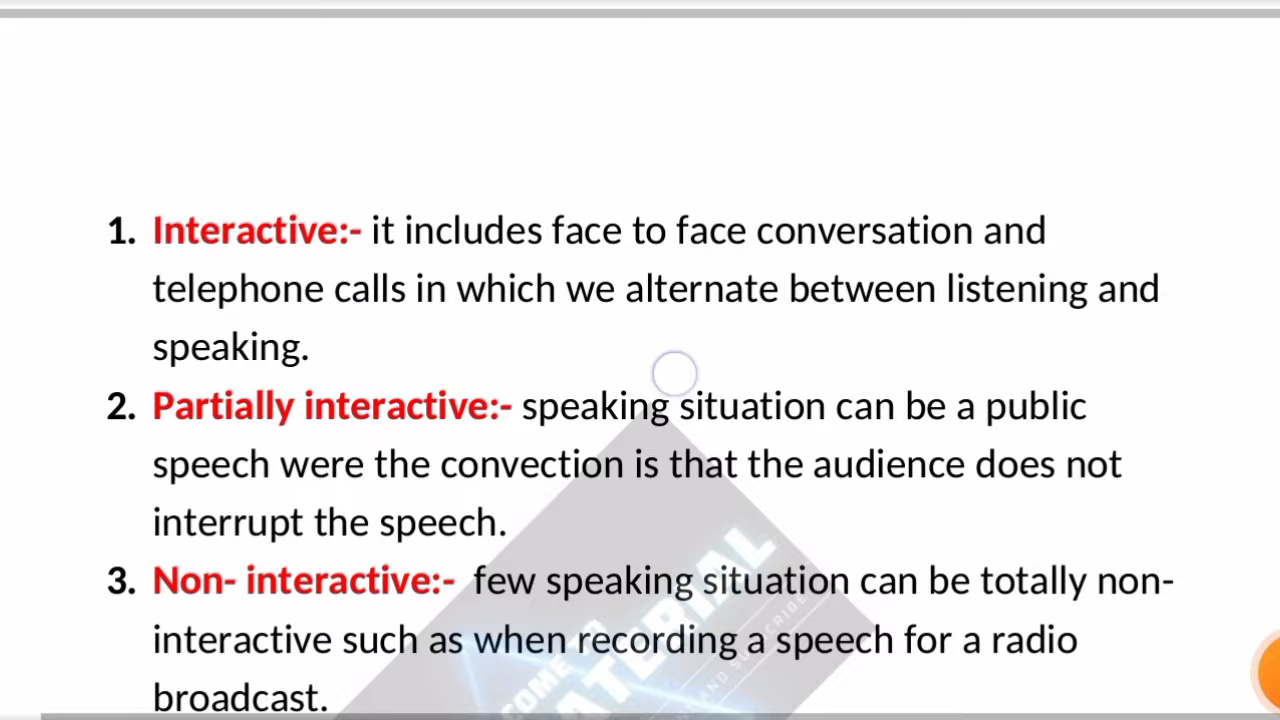 1. Interactive:- it includes face to face conversation and
telephone calls in which we alternate between listening and
speaking.
2. Partially interactive:- speaking situation can be a public
speech were the convection is that the audience does not
interrupt the speech.
3. Non- interactive:- few speaking situation can be totally non-
interactive such as when recording a speech for a radio
broadcast.